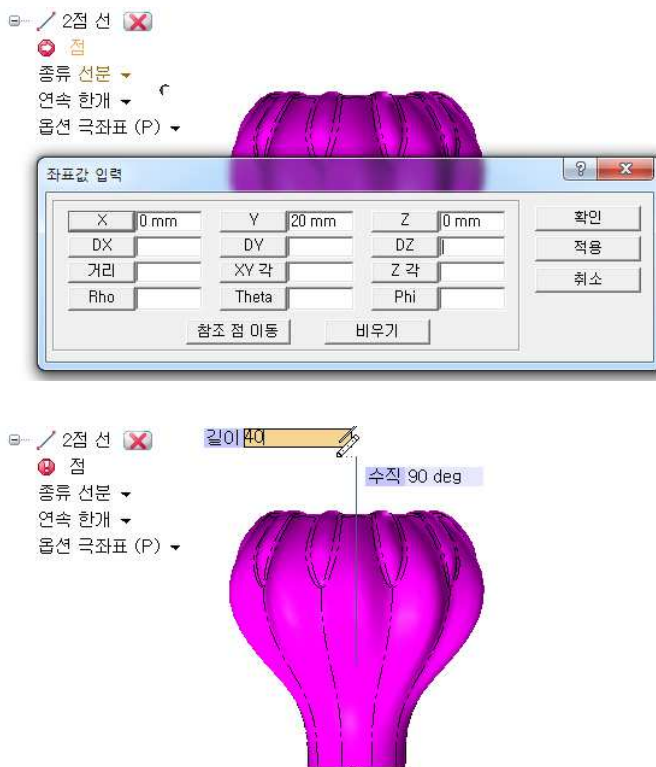 2점 선
점
종류 선분
연속 한개
옵션 극좌표 (P)
좌표값 입력
X 0 mm Y 20 mm Z 0 mm 확인
DX DY DZ 적용
거리 XY 각 Z 각 취소
Rho Theta Phi
참조 점 이동 비우기
2점 선 길이 40
점 수직 90 deg
종류 선분
연속 한개
옵션 극좌표 (P)